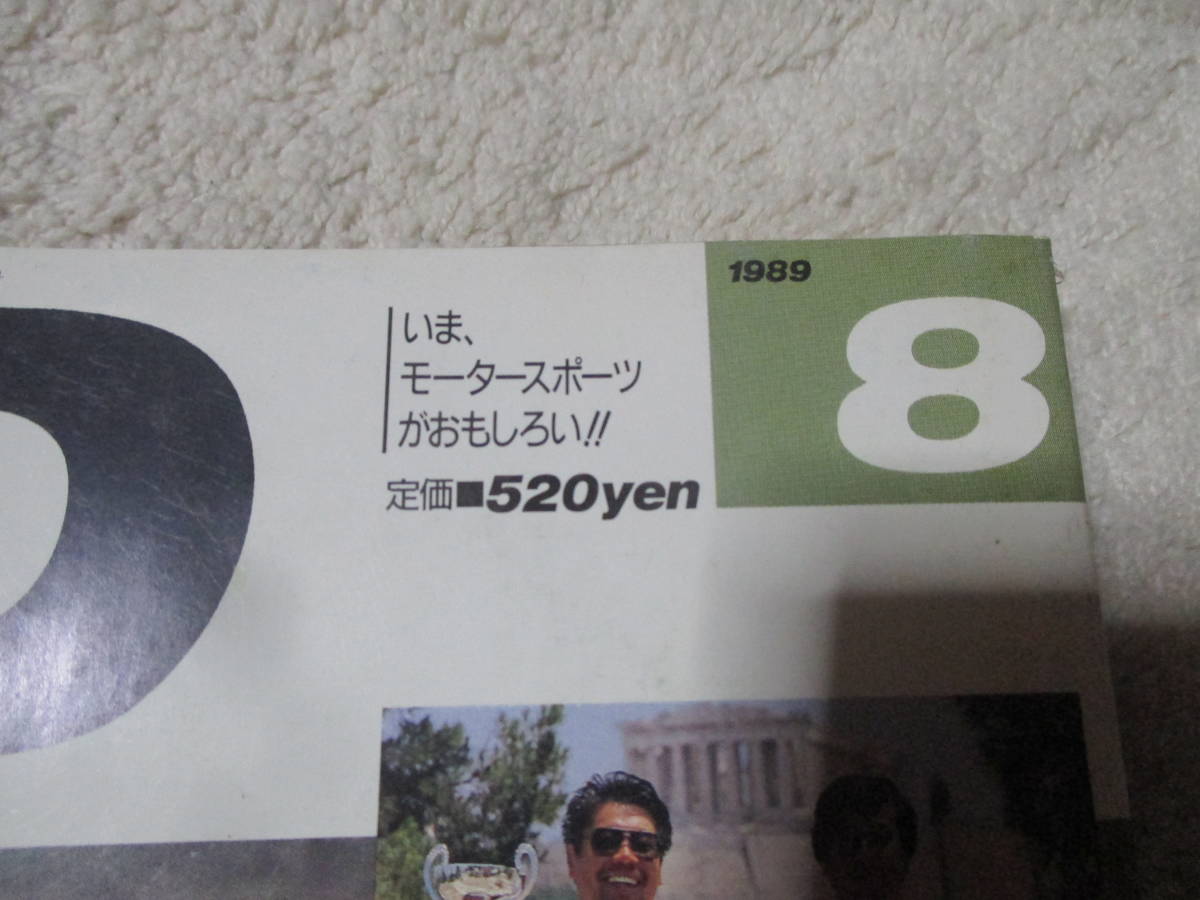 1989
8
いま、
モータースポーツ
がおもしろい!!
定価■520yen